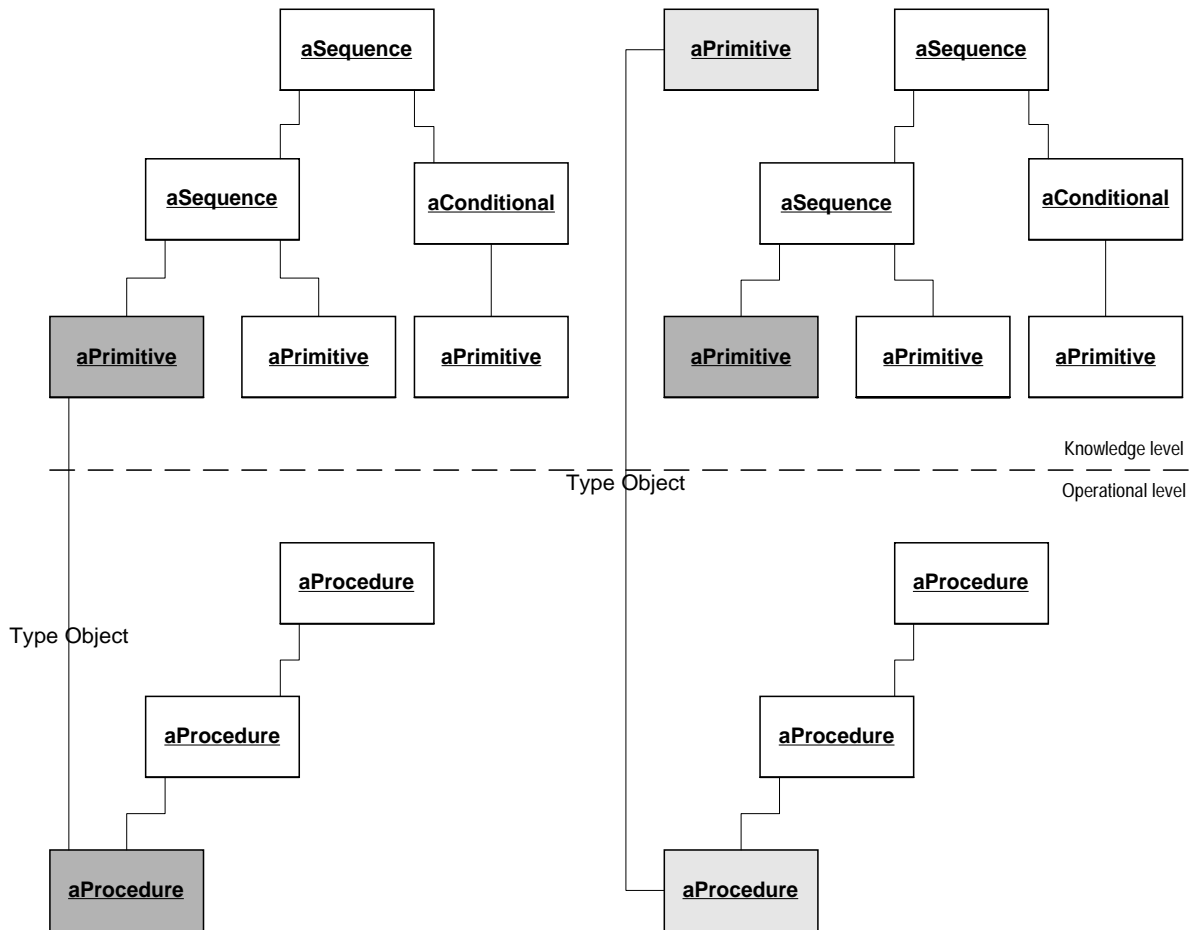 aSequence
aPrimitive
aSequence
aSequence
aConditional
aSequence
aConditional
aPrimitive
aPrimitive
aPrimitive
aPrimitive
aPrimitive
aPrimitive
Knowledge level
Type Object
Operational level
aProcedure
aProcedure
Type Object
aProcedure
aProcedure
aProcedure
aProcedure